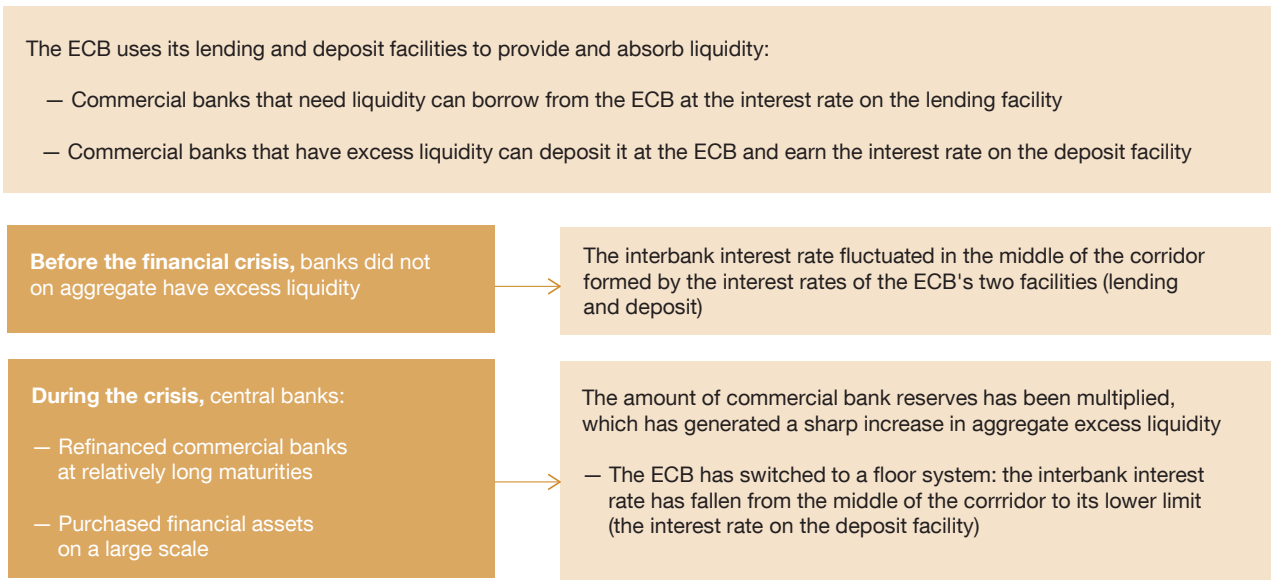 The ECB uses its lending and deposit facilities to provide and absorb liquidity:
— Commercial banks that need liquidity can borrow from the ECB at the interest rate on the lending facility
— Commercial banks that have excess liquidity can deposit it at the ECB and earn the interest rate on the deposit facility
Before the financial crisis, banks did not
on aggregate have excess liquidity
The interbank interest rate fluctuated in the middle of the corridor
formed by the interest rates of the ECB's two facilities (lending
and deposit)
During the crisis, central banks:
— Refinanced commercial banks
at relatively long maturities
— Purchased financial assets
on a large scale
The amount of commercial bank reserves has been multiplied,
which has generated a sharp increase in aggregate excess liquidity
— The ECB has switched to a floor system: the interbank interest
rate has fallen from the middle of the corrridor to its lower limit
(the interest rate on the deposit facility)